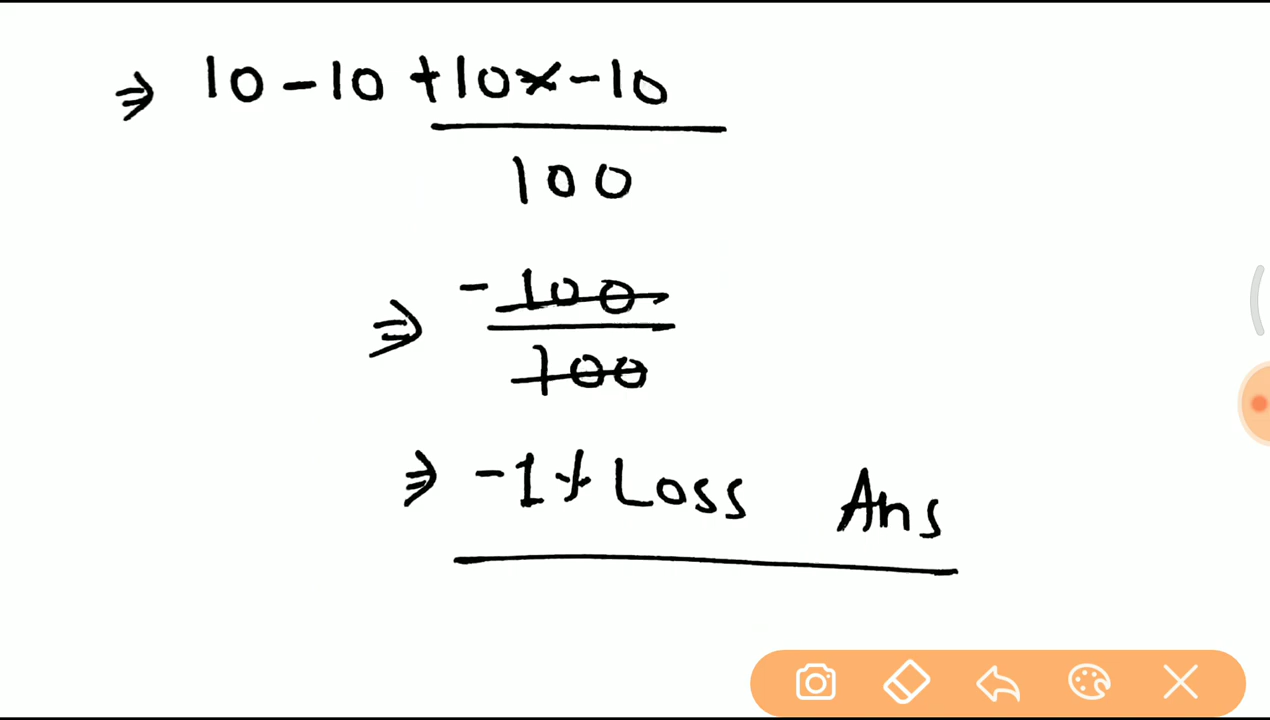 ⇒ 10 - 10 + 10 × - 10
100
⇒ - 100
100
⇒ - 1 % Loss Ans